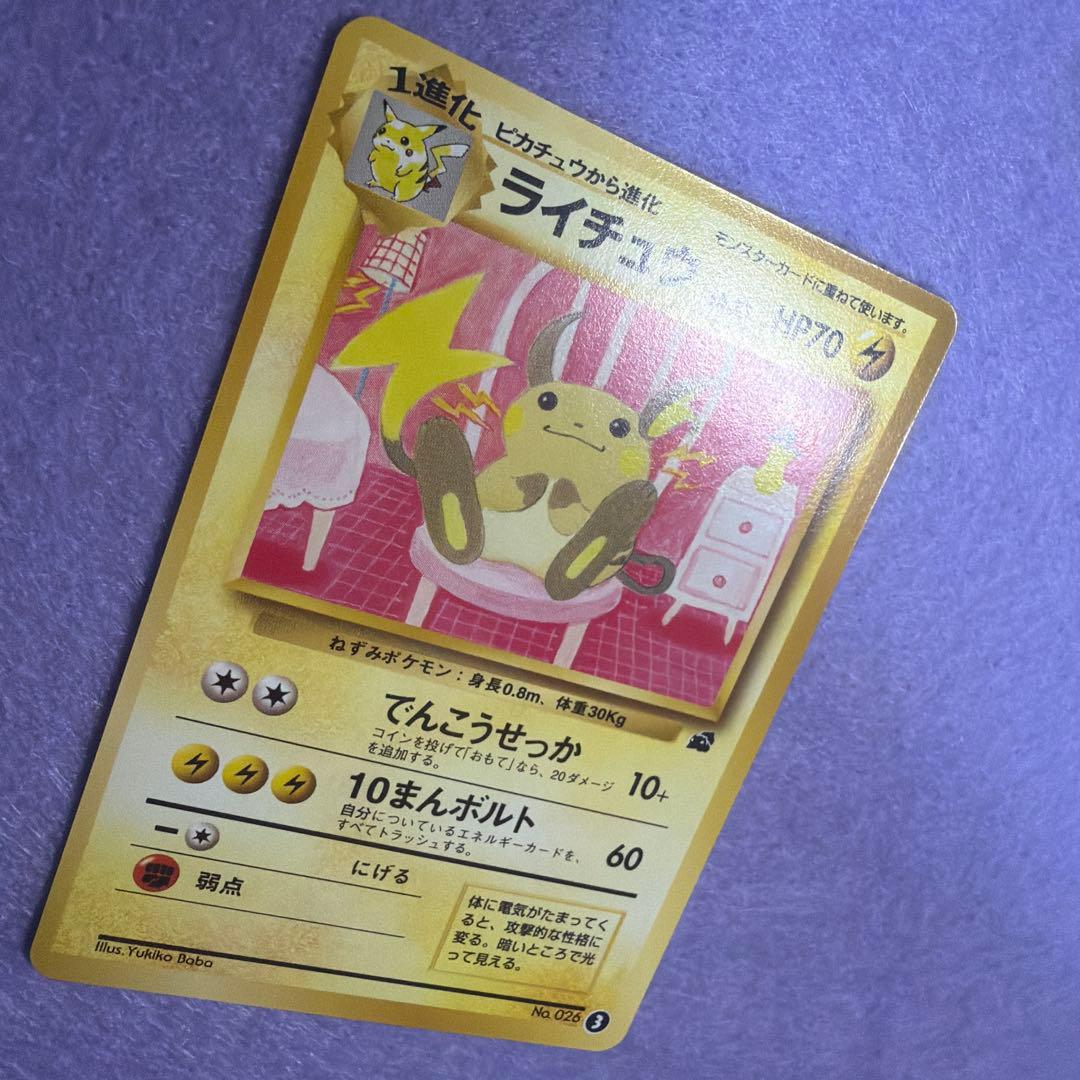 1進化
ピカチュウから進化
モンスターカードに重ねて使います。
ライチュウ
HP70
ねずみポケモン：身長0.8m、体重30Kg
でんこうせっか
10+
コインを投げて「おもて」なら、20ダメージ
を追加する。
10まんボルト
60
自分についているエネルギーカードを、
すべてトラッシュする。
にげる
弱点
体に電気がたまってく
ると、攻撃的な性格に
変る。暗いところで光
って見える。
Illus. Yukiko Baba
No. 026
3